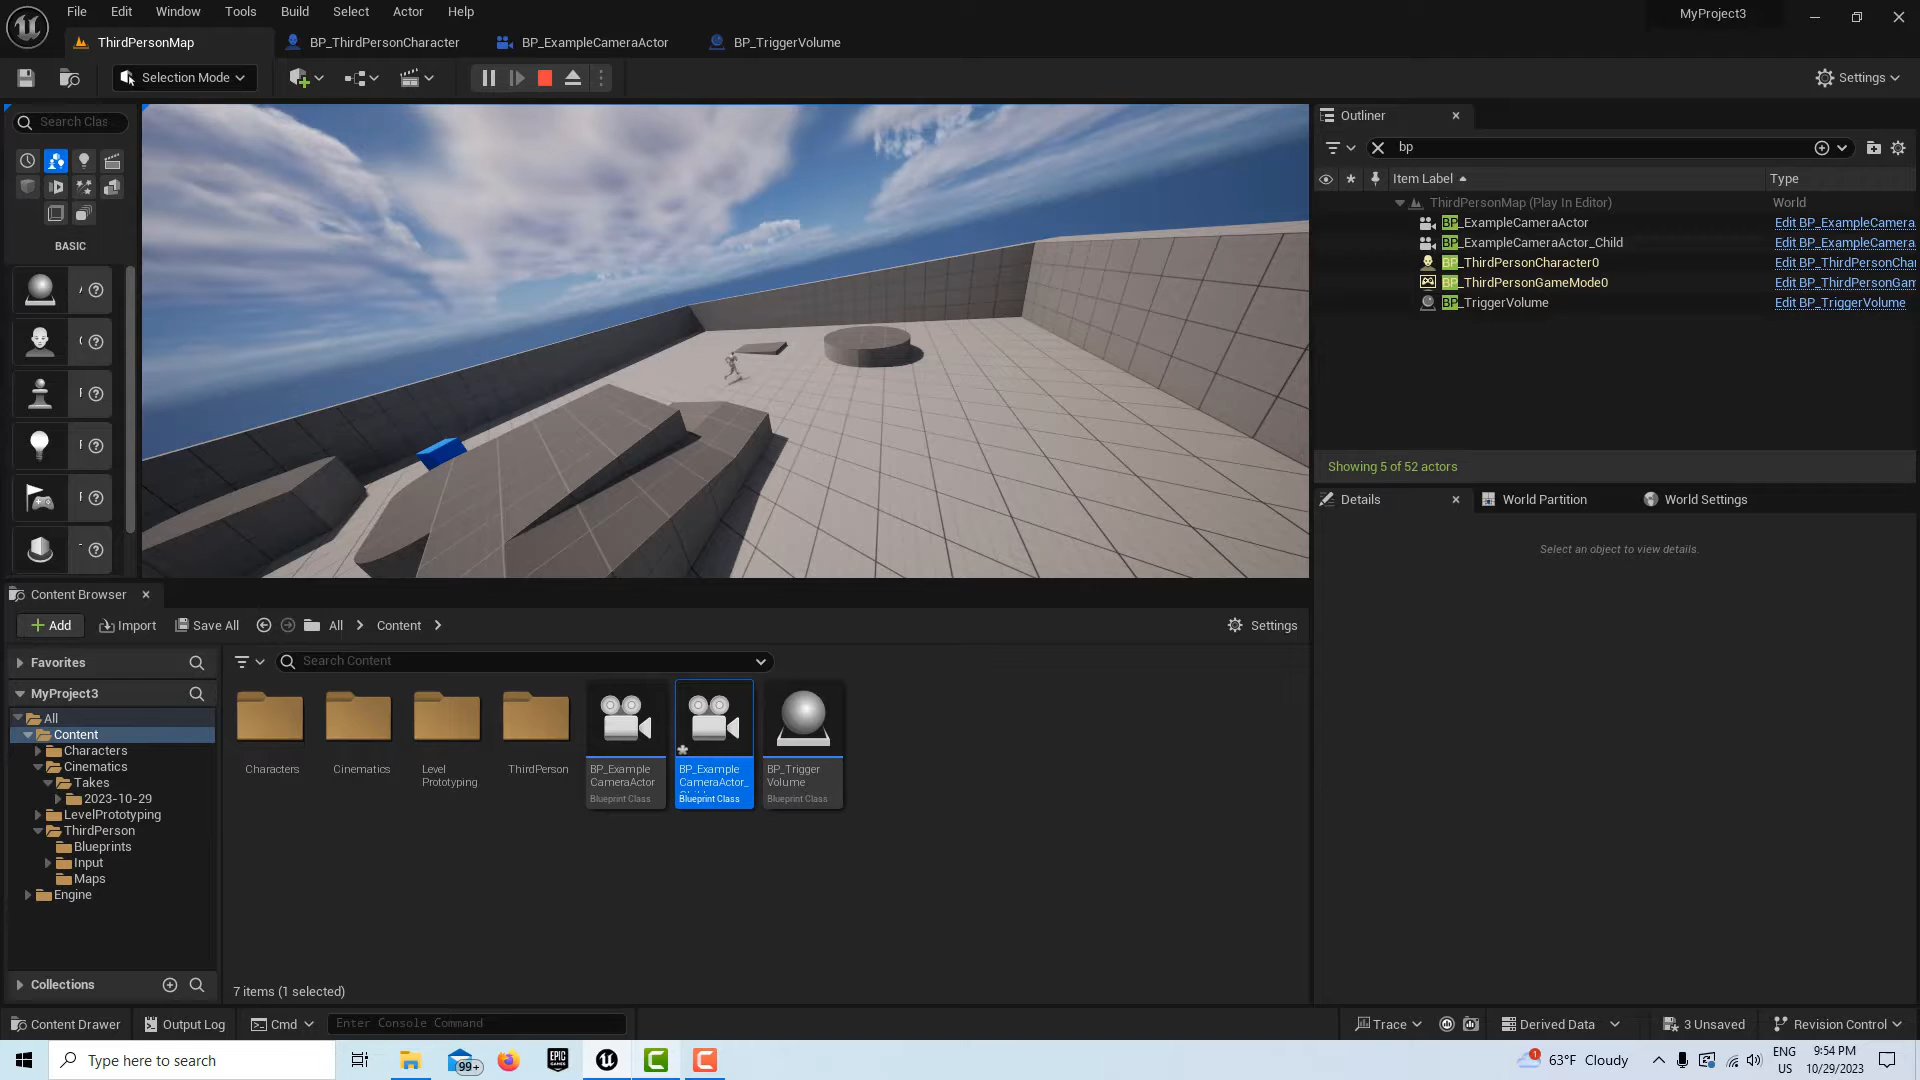 File Edit Window Tools Build Select Actor Help
MyProject3
ThirdPersonMap
BP_ThirdPersonCharacter
BP_ExampleCameraActor
BP_TriggerVolume
Selection Mode
Settings
Search Clas
BASIC
Outliner
bp
Item Label
Type
ThirdPersonMap (Play In Editor)
World
BP_ExampleCameraActor
Edit BP_ExampleCamera
BP_ExampleCameraActor_Child
Edit BP_ExampleCamera
BP_ThirdPersonCharacter0
Edit BP_ThirdPersonChar
BP_ThirdPersonGameMode0
Edit BP_ThirdPersonGam
BP_TriggerVolume
Edit BP_TriggerVolume
Showing 5 of 52 actors
Details
World Partition
World Settings
Select an object to view details.
Content Browser
Add
Import
Save All
All
Content
Settings
Favorites
Search Content
MyProject3
All
Content
Characters
Cinematics
Takes
2023-10-29
LevelPrototyping
ThirdPerson
Blueprints
Input
Maps
Engine
Characters
Cinematics
Level
Prototyping
ThirdPerson
BP_Example
CameraActor
Blueprint Class
BP_Example
CameraActor_
Blueprint Class
BP_Trigger
Volume
Blueprint Class
Collections
7 items (1 selected)
Content Drawer
Output Log
Cmd
Enter Console Command
Trace
Derived Data
3 Unsaved
Revision Control
Type here to search
99+
EPIC
GAMES
1
63°F Cloudy
ENG
US
9:54 PM
10/29/2023